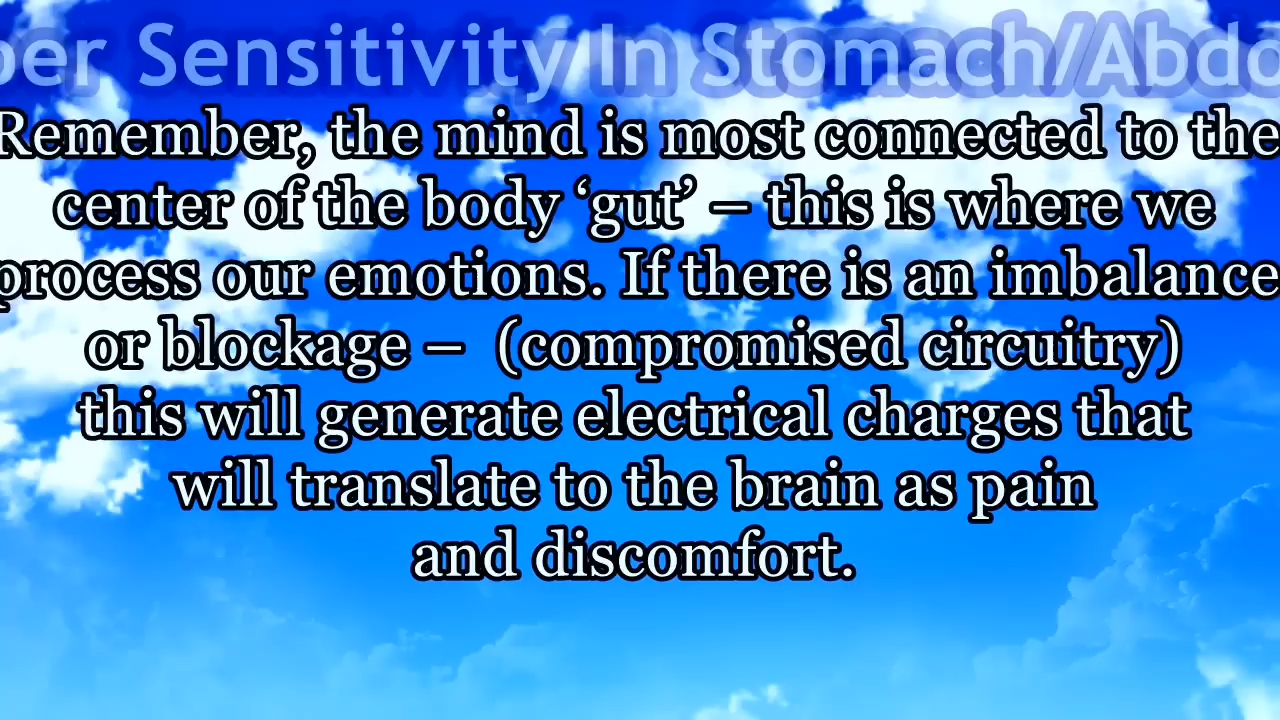 Sensitivity In Stomach/
Remember, the mind is most connected to the
center of the body ‘gut’ – this is where we
process our emotions. If there is an imbalance
or blockage – (compromised circuitry)
this will generate electrical charges that
will translate to the brain as pain
and discomfort.